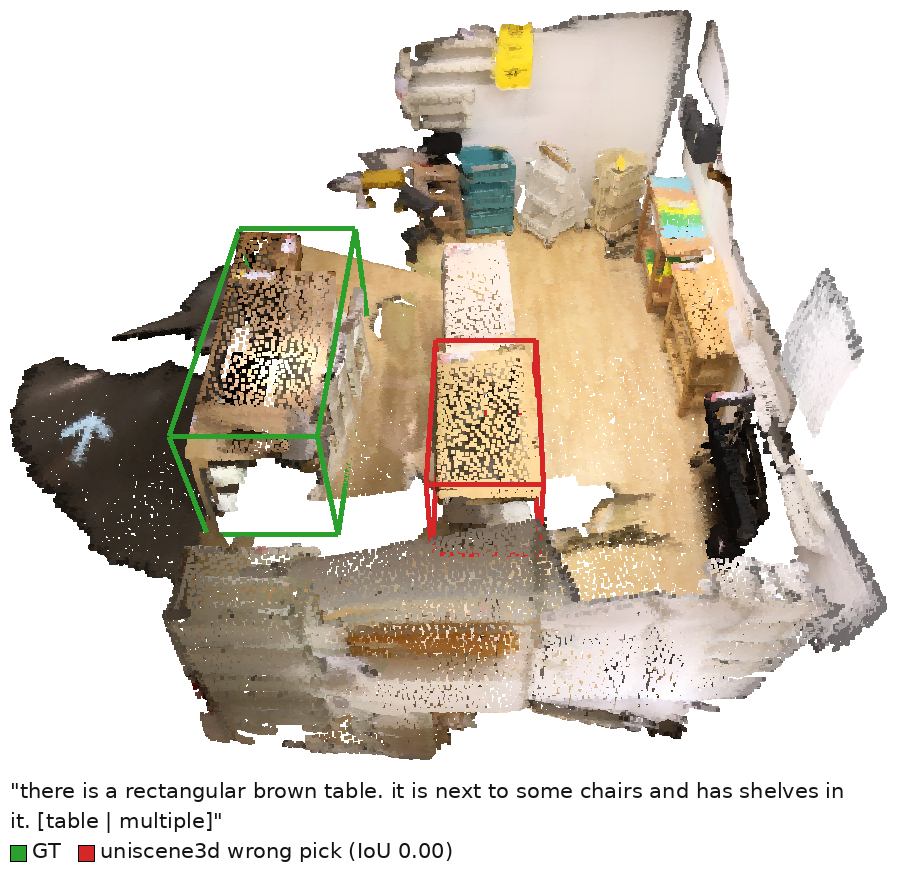 "there is a rectangular brown table. it is next to some chairs and has shelves in
it. [table | multiple]"
GT uniscene3d wrong pick (IoU 0.00)